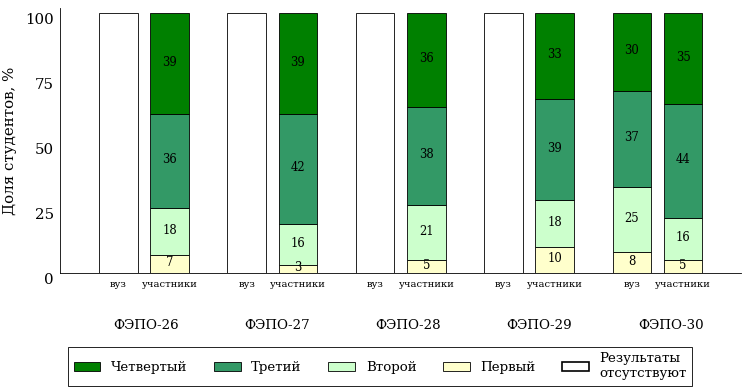 Доля студентов, %
100
75
50
25
0
39 39 36 33 30 35
36 42 38 39 37 44
18 16 21 18 25 16
7 3 5 10 8 5
вуз участники вуз участники вуз участники вуз участники вуз участники
ФЭПО-26 ФЭПО-27 ФЭПО-28 ФЭПО-29 ФЭПО-30
Четвертый Третий Второй Первый Результаты
отсутствуют